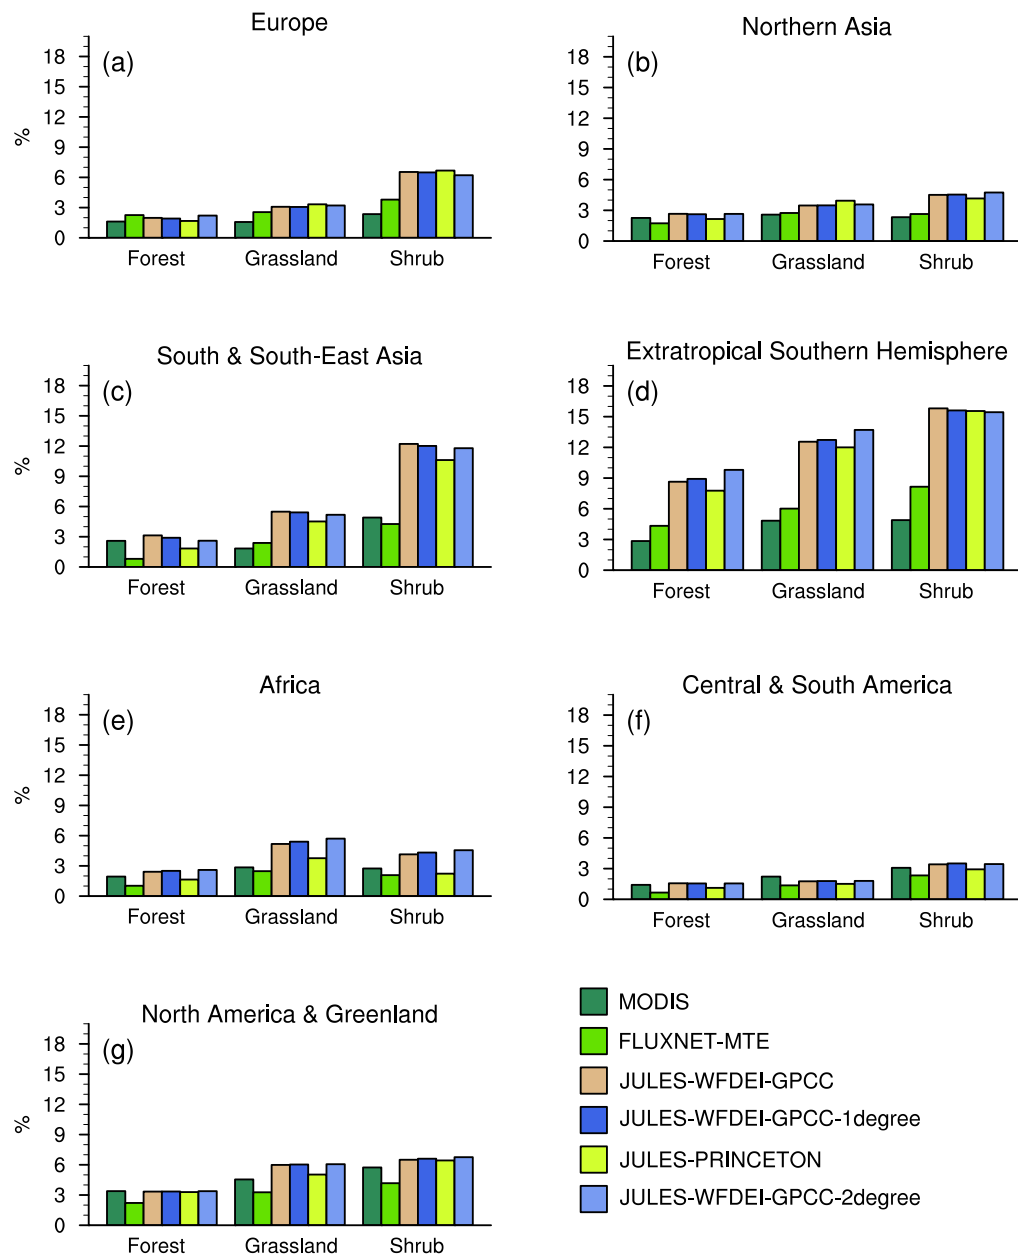 Europe
(a)
%
18
15
12
9
6
3
0
Forest Grassland Shrub
Northern Asia
(b)
18
15
12
9
6
3
0
Forest Grassland Shrub
South & South-East Asia
(c)
%
18
15
12
9
6
3
0
Forest Grassland Shrub
Extratropical Southern Hemisphere
(d)
18
15
12
9
6
3
0
Forest Grassland Shrub
Africa
(e)
%
18
15
12
9
6
3
0
Forest Grassland Shrub
Central & South America
(f)
18
15
12
9
6
3
0
Forest Grassland Shrub
North America & Greenland
(g)
%
18
15
12
9
6
3
0
Forest Grassland Shrub
MODIS
FLUXNET-MTE
JULES-WFDEI-GPCC
JULES-WFDEI-GPCC-1degree
JULES-PRINCETON
JULES-WFDEI-GPCC-2degree